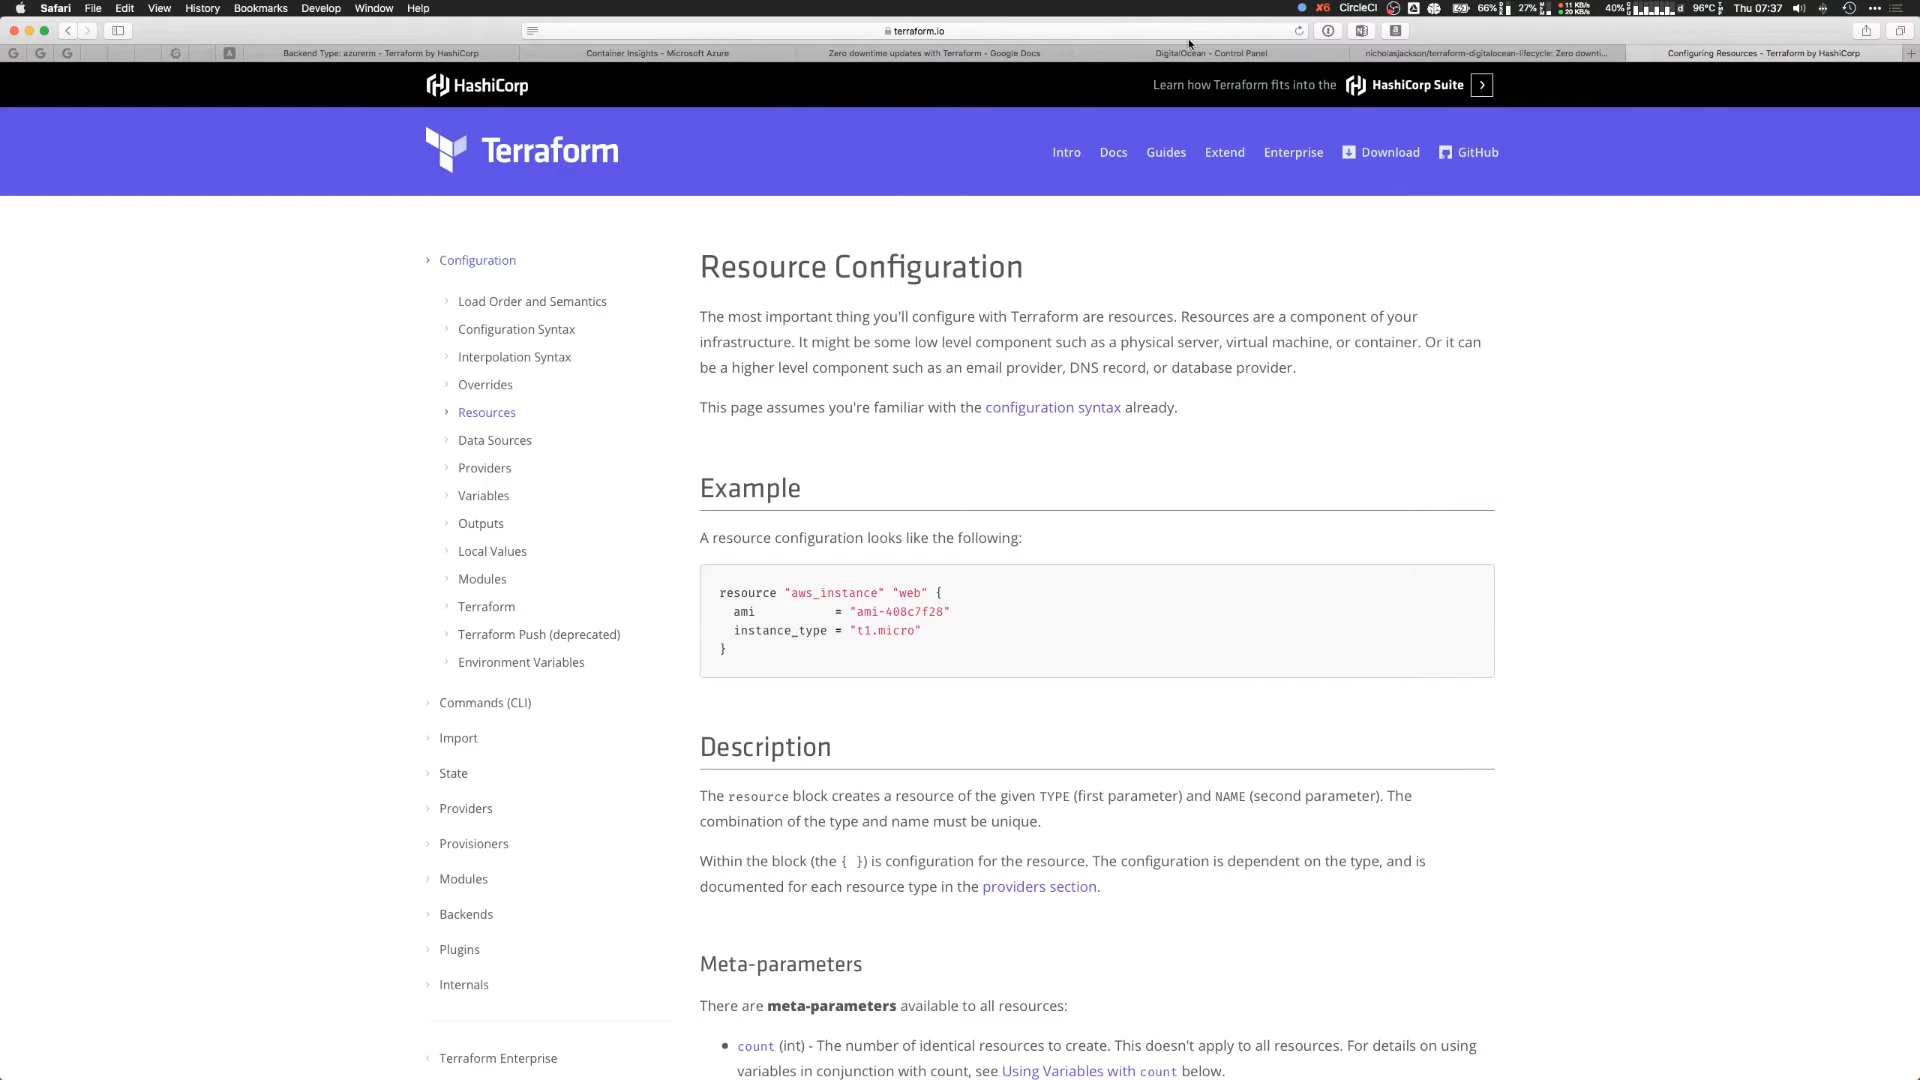 Safari File Edit View History Bookmarks Develop Window Help
6 CircleCI 66% 27% 11 KB/s 20 KB/s 40% 96°C Thu 07:37
terraform.io
Backend Type: azurerm - Terraform by HashiCorp
Container Insights - Microsoft Azure
Zero downtime updates with Terraform - Google Docs
DigitalOcean - Control Panel
nicholasjackson/terraform-digitalocean-lifecycle: Zero downti...
Configuring Resources - Terraform by HashiCorp
HashiCorp
Learn how Terraform fits into the HashiCorp Suite
Terraform
Intro Docs Guides Extend Enterprise Download GitHub
Configuration
Load Order and Semantics
Configuration Syntax
Interpolation Syntax
Overrides
Resources
Data Sources
Providers
Variables
Outputs
Local Values
Modules
Terraform
Terraform Push (deprecated)
Environment Variables
Commands (CLI)
Import
State
Providers
Provisioners
Modules
Backends
Plugins
Internals
Terraform Enterprise
Resource Configuration
The most important thing you'll configure with Terraform are resources. Resources are a component of your
infrastructure. It might be some low level component such as a physical server, virtual machine, or container. Or it can
be a higher level component such as an email provider, DNS record, or database provider.
This page assumes you're familiar with the configuration syntax already.
Example
A resource configuration looks like the following:
resource "aws_instance" "web" {
ami = "ami-408c7f28"
instance_type = "t1.micro"
}
Description
The resource block creates a resource of the given TYPE (first parameter) and NAME (second parameter). The
combination of the type and name must be unique.
Within the block (the { }) is configuration for the resource. The configuration is dependent on the type, and is
documented for each resource type in the providers section.
Meta-parameters
There are meta-parameters available to all resources:
count (int) - The number of identical resources to create. This doesn't apply to all resources. For details on using
variables in conjunction with count, see Using Variables with count below.